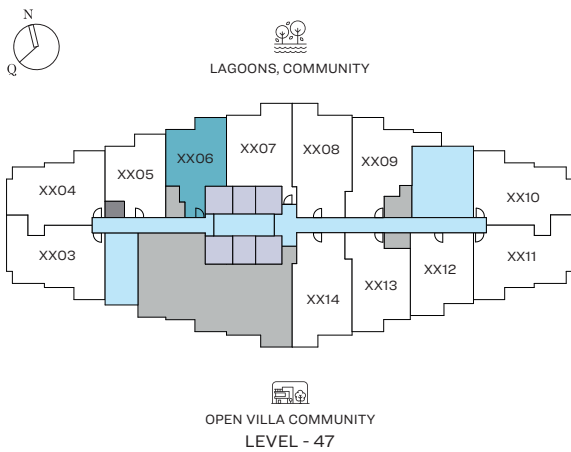 N
Q
LAGOONS, COMMUNITY
XX04
XX05
XX06
XX07
XX08
XX09
XX10
XX03
XX14
XX13
XX12
XX11
OPEN VILLA COMMUNITY
LEVEL - 47